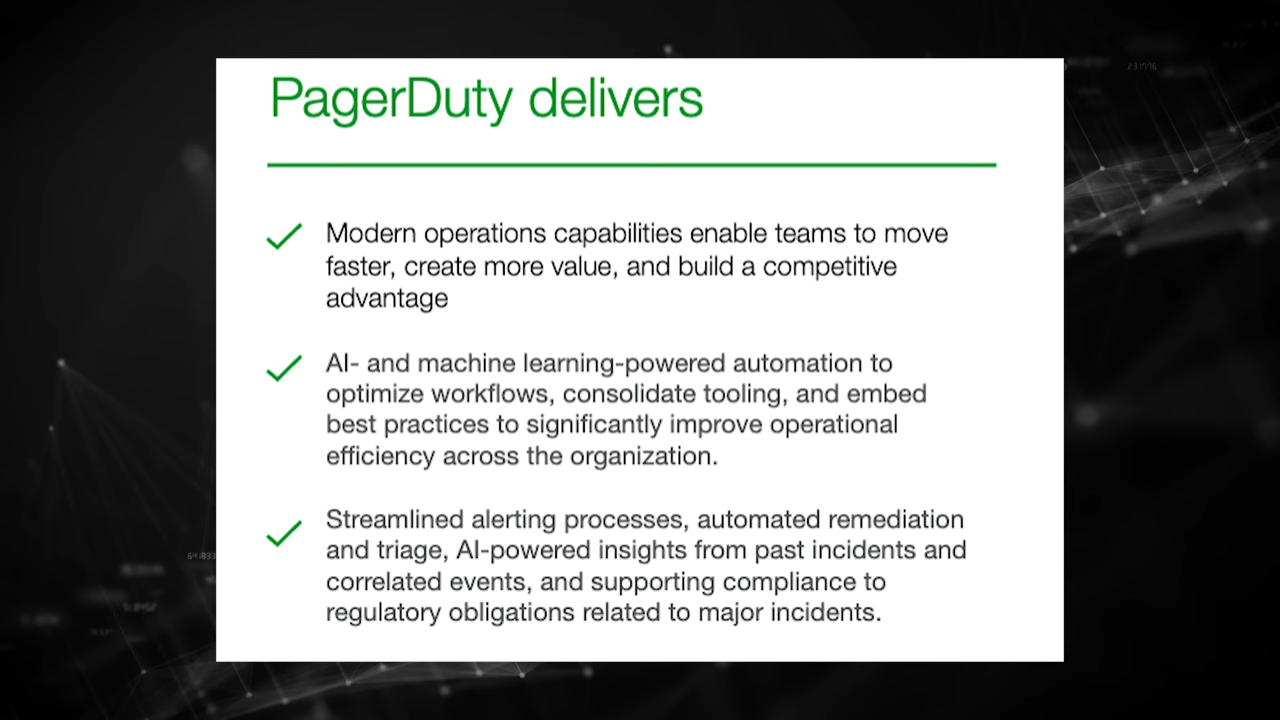 PagerDuty delivers
Modern operations capabilities enable teams to move
faster, create more value, and build a competitive
advantage
AI- and machine learning-powered automation to
optimize workflows, consolidate tooling, and embed
best practices to significantly improve operational
efficiency across the organization.
Streamlined alerting processes, automated remediation
and triage, AI-powered insights from past incidents and
correlated events, and supporting compliance to
regulatory obligations related to major incidents.